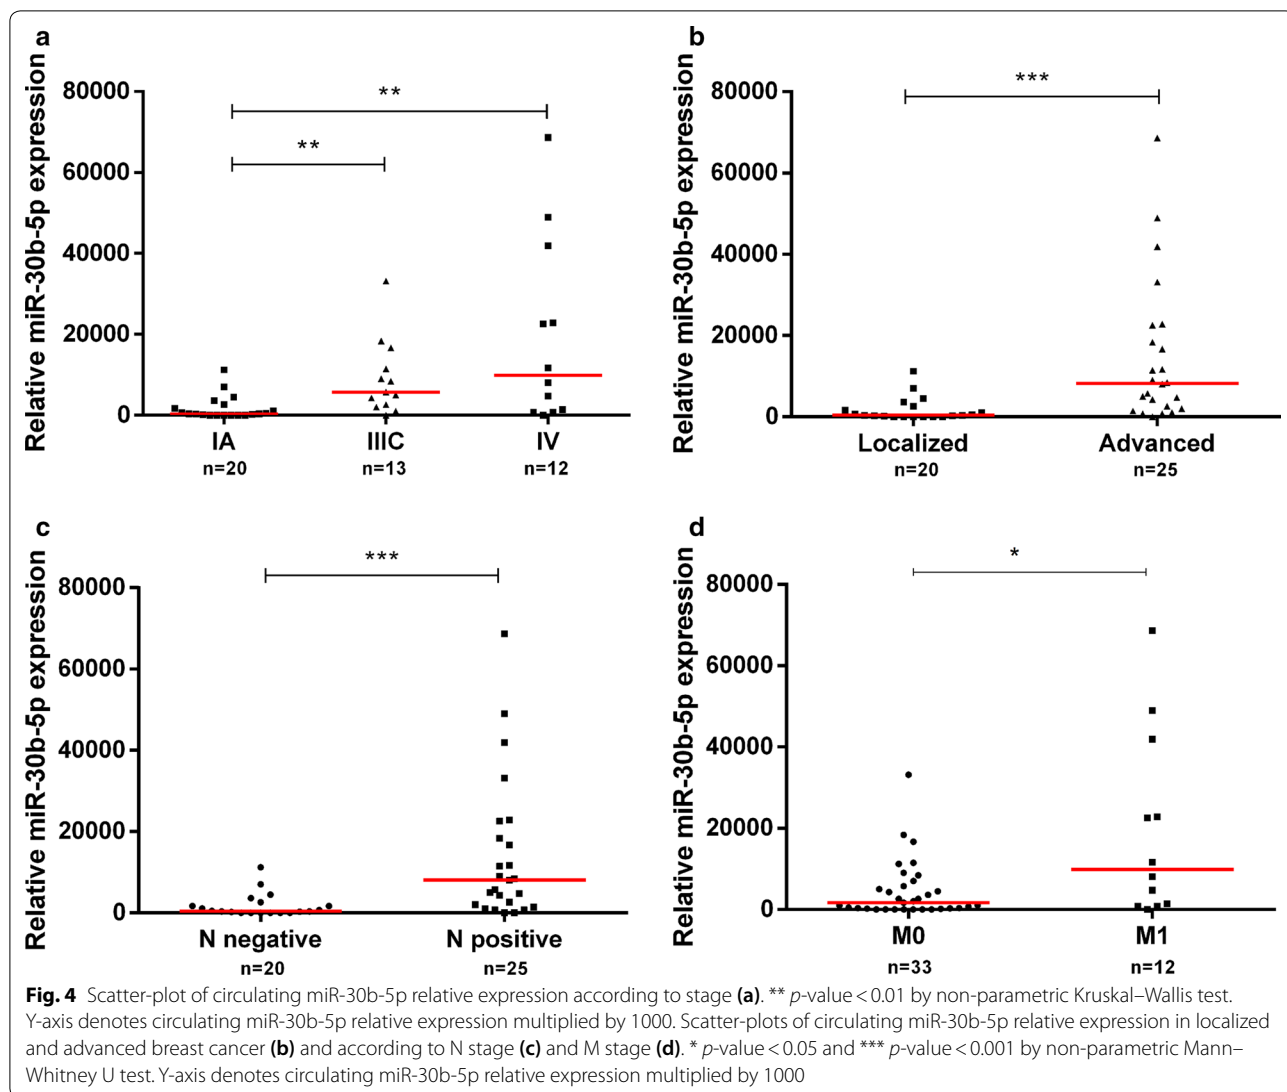 a
Relative miR-30b-5p expression
80000
60000
40000
20000
0
**
**
IA
IIIC
IV
n=20
n=13
n=12
b
Relative miR-30b-5p expression
80000
60000
40000
20000
0
***
Localized
Advanced
n=20
n=25
c
Relative miR-30b-5p expression
80000
60000
40000
20000
0
***
N negative
N positive
n=20
n=25
d
Relative miR-30b-5p expression
80000
60000
40000
20000
0
*
M0
M1
n=33
n=12
Fig. 4 Scatter-plot of circulating miR-30b-5p relative expression according to stage (a). ** p-value < 0.01 by non-parametric Kruskal–Wallis test.
Y-axis denotes circulating miR-30b-5p relative expression multiplied by 1000. Scatter-plots of circulating miR-30b-5p relative expression in localized
and advanced breast cancer (b) and according to N stage (c) and M stage (d). * p-value < 0.05 and *** p-value < 0.001 by non-parametric Mann–
Whitney U test. Y-axis denotes circulating miR-30b-5p relative expression multiplied by 1000